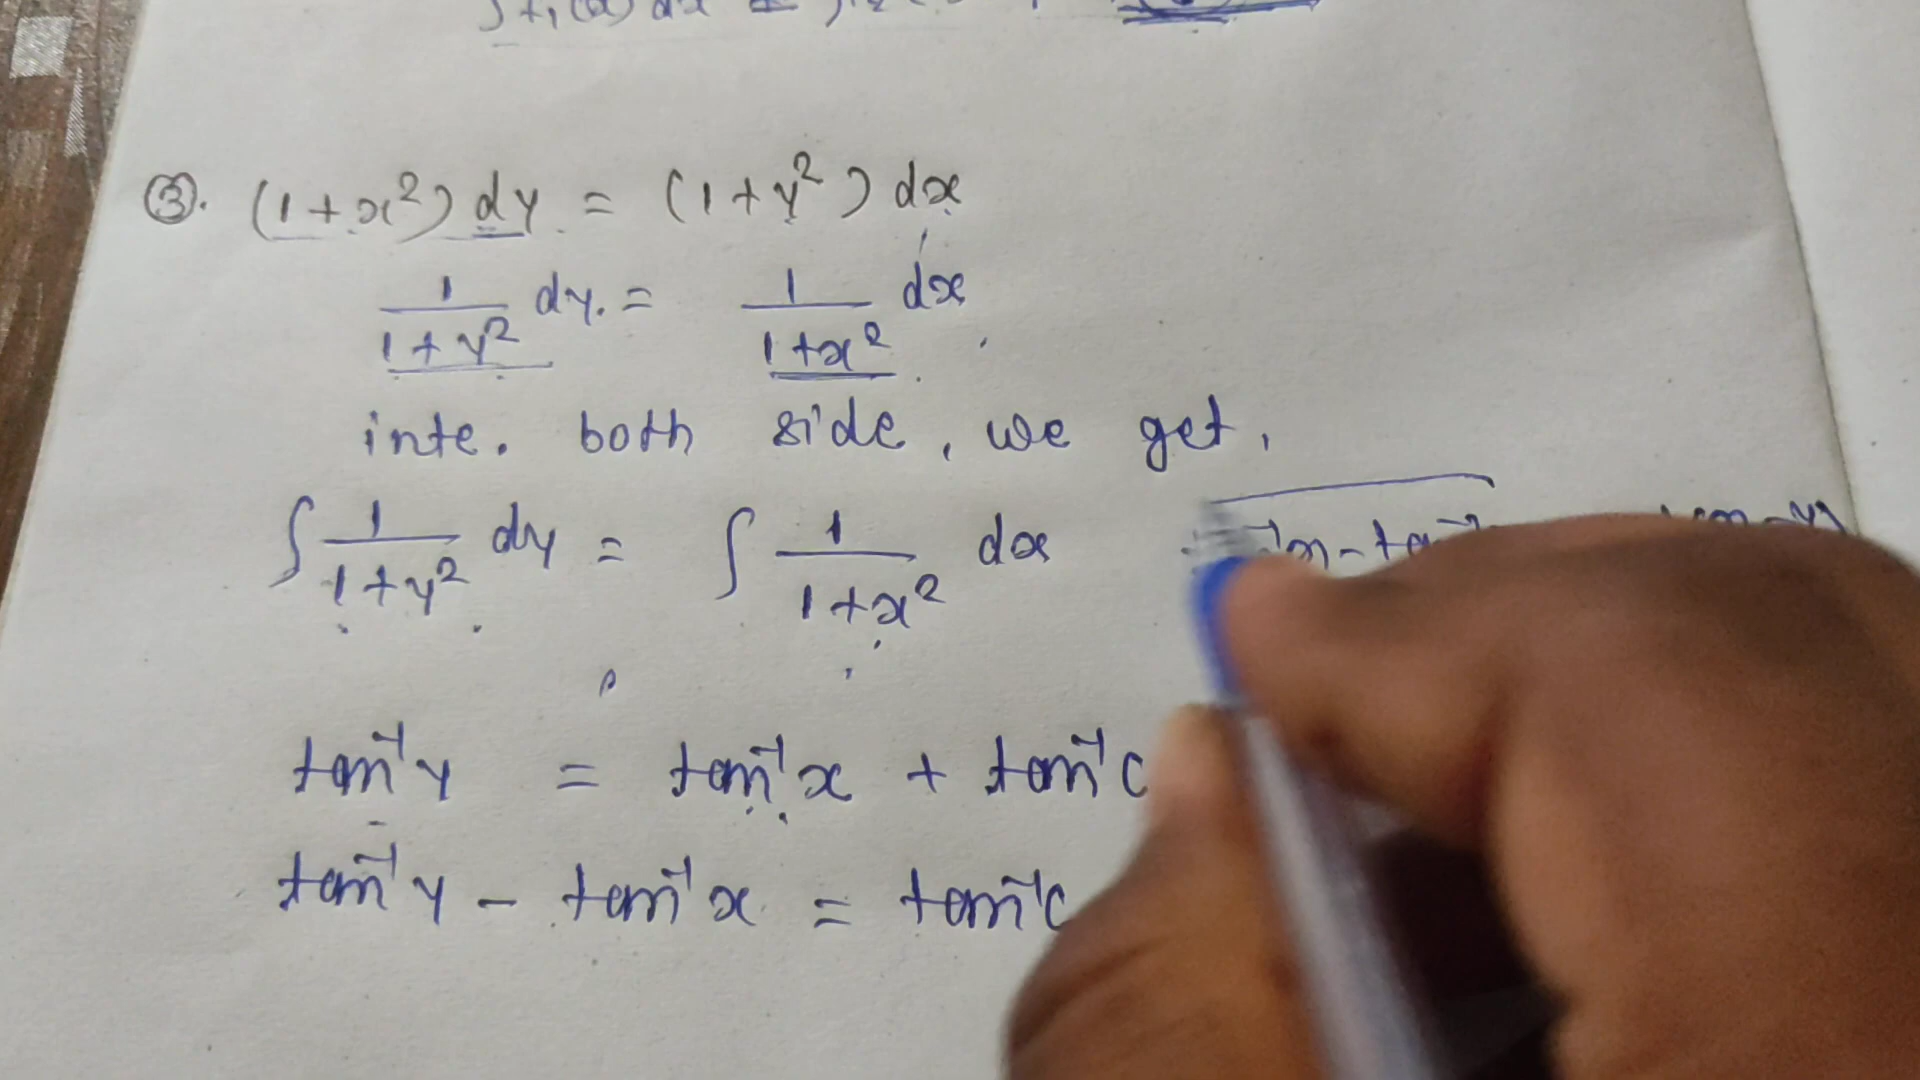 ③. (1+x²) dy = (1+y²) dx
1/(1+y²) dy. = 1/(1+x²) dx
inte. both side, we get,
∫ 1/(1+y²) dy = ∫ 1/(1+x²) dx
tan⁻¹y = tan⁻¹x + tan⁻¹c
tan⁻¹y - tan⁻¹x = tan⁻¹c